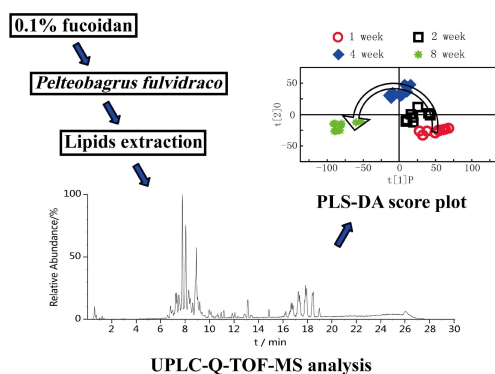 0.1% fucoidan
Pelteobagrus fulvidraco
Lipids extraction
1 week
2 week
4 week
8 week
t[2]O
50
0
-50
-100
-50
0
50
100
t[1]P
PLS-DA score plot
Relative Abundance/%
100
50
0
2 4 6 8 10 12 14 16 18 20 22 24 26 28 30
t / min
UPLC-Q-TOF-MS analysis